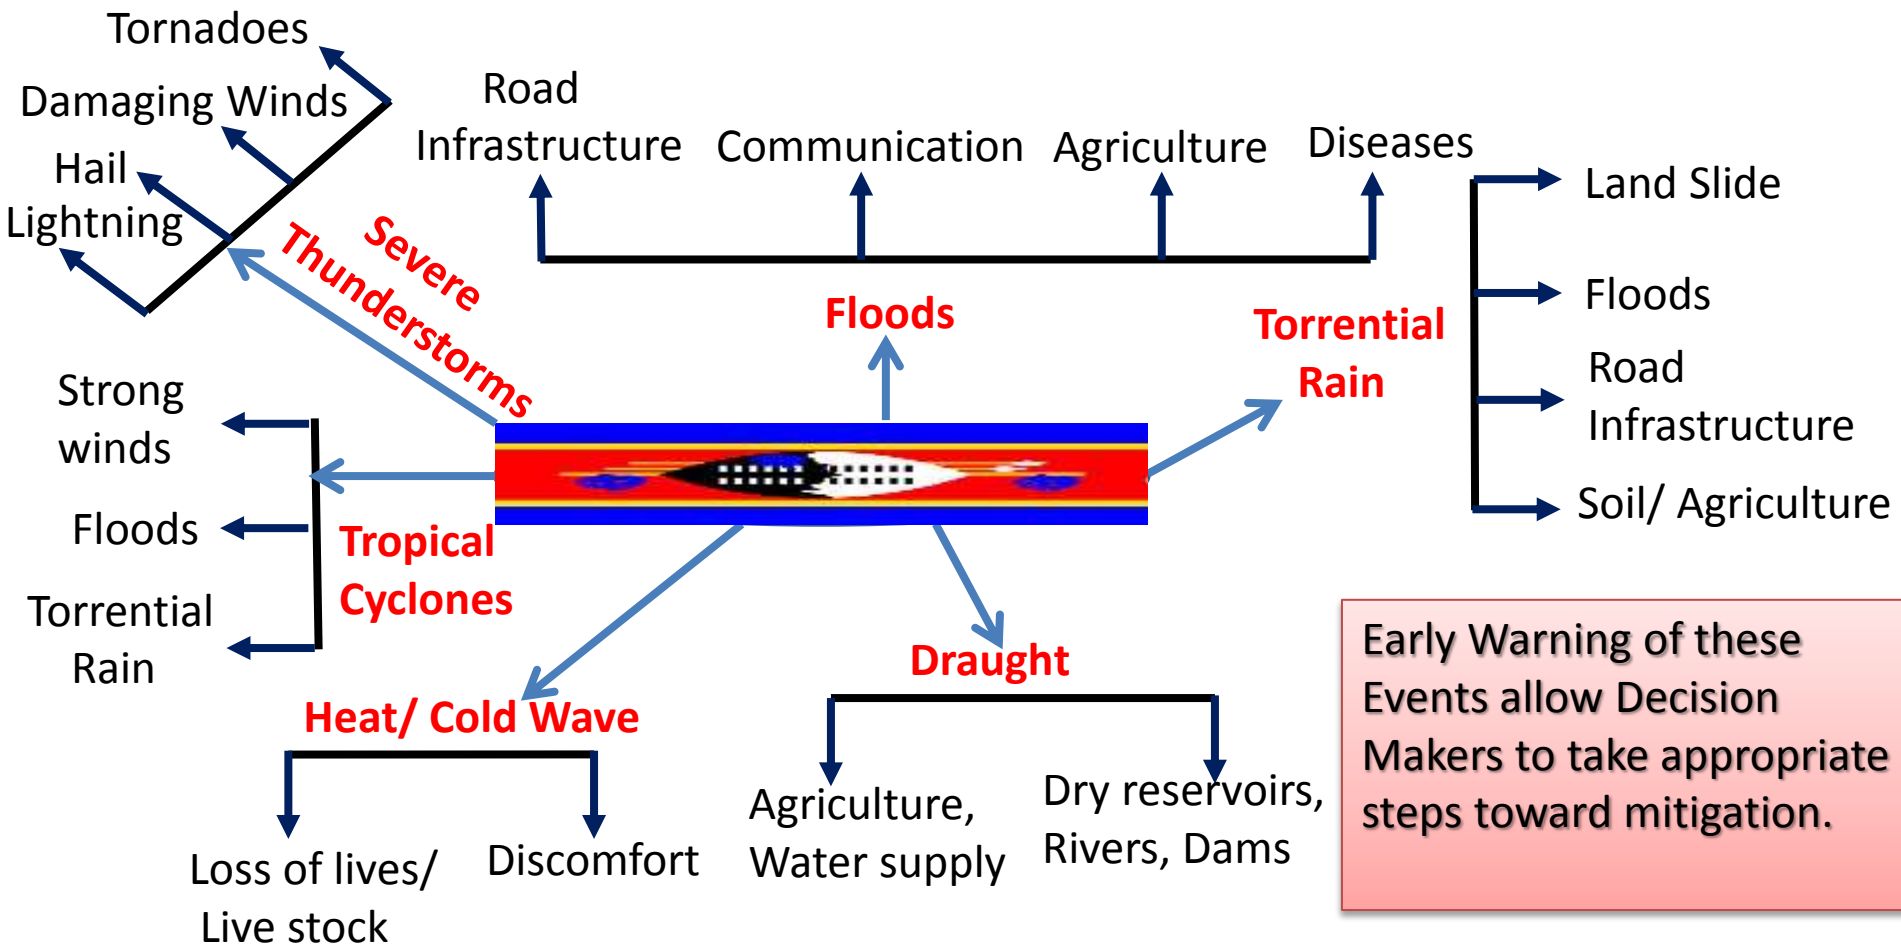 Tornadoes
Damaging Winds
Hail
Lightning
Severe
Thunderstorms
Road
Infrastructure
Communication
Agriculture
Diseases
Floods
Torrential
Rain
Land Slide
Floods
Road
Infrastructure
Soil/ Agriculture
Strong
winds
Floods
Torrential
Rain
Tropical
Cyclones
Heat/ Cold Wave
Loss of lives/
Live stock
Discomfort
Draught
Agriculture,
Water supply
Dry reservoirs,
Rivers, Dams
Early Warning of these
Events allow Decision
Makers to take appropriate
steps toward mitigation.